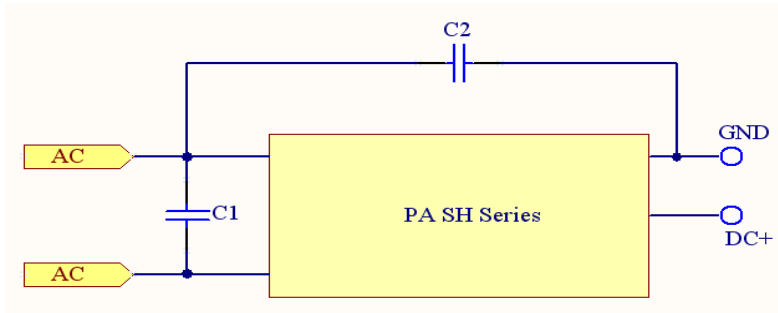 C2
GND
AC
C1
PA SH Series
DC+
AC